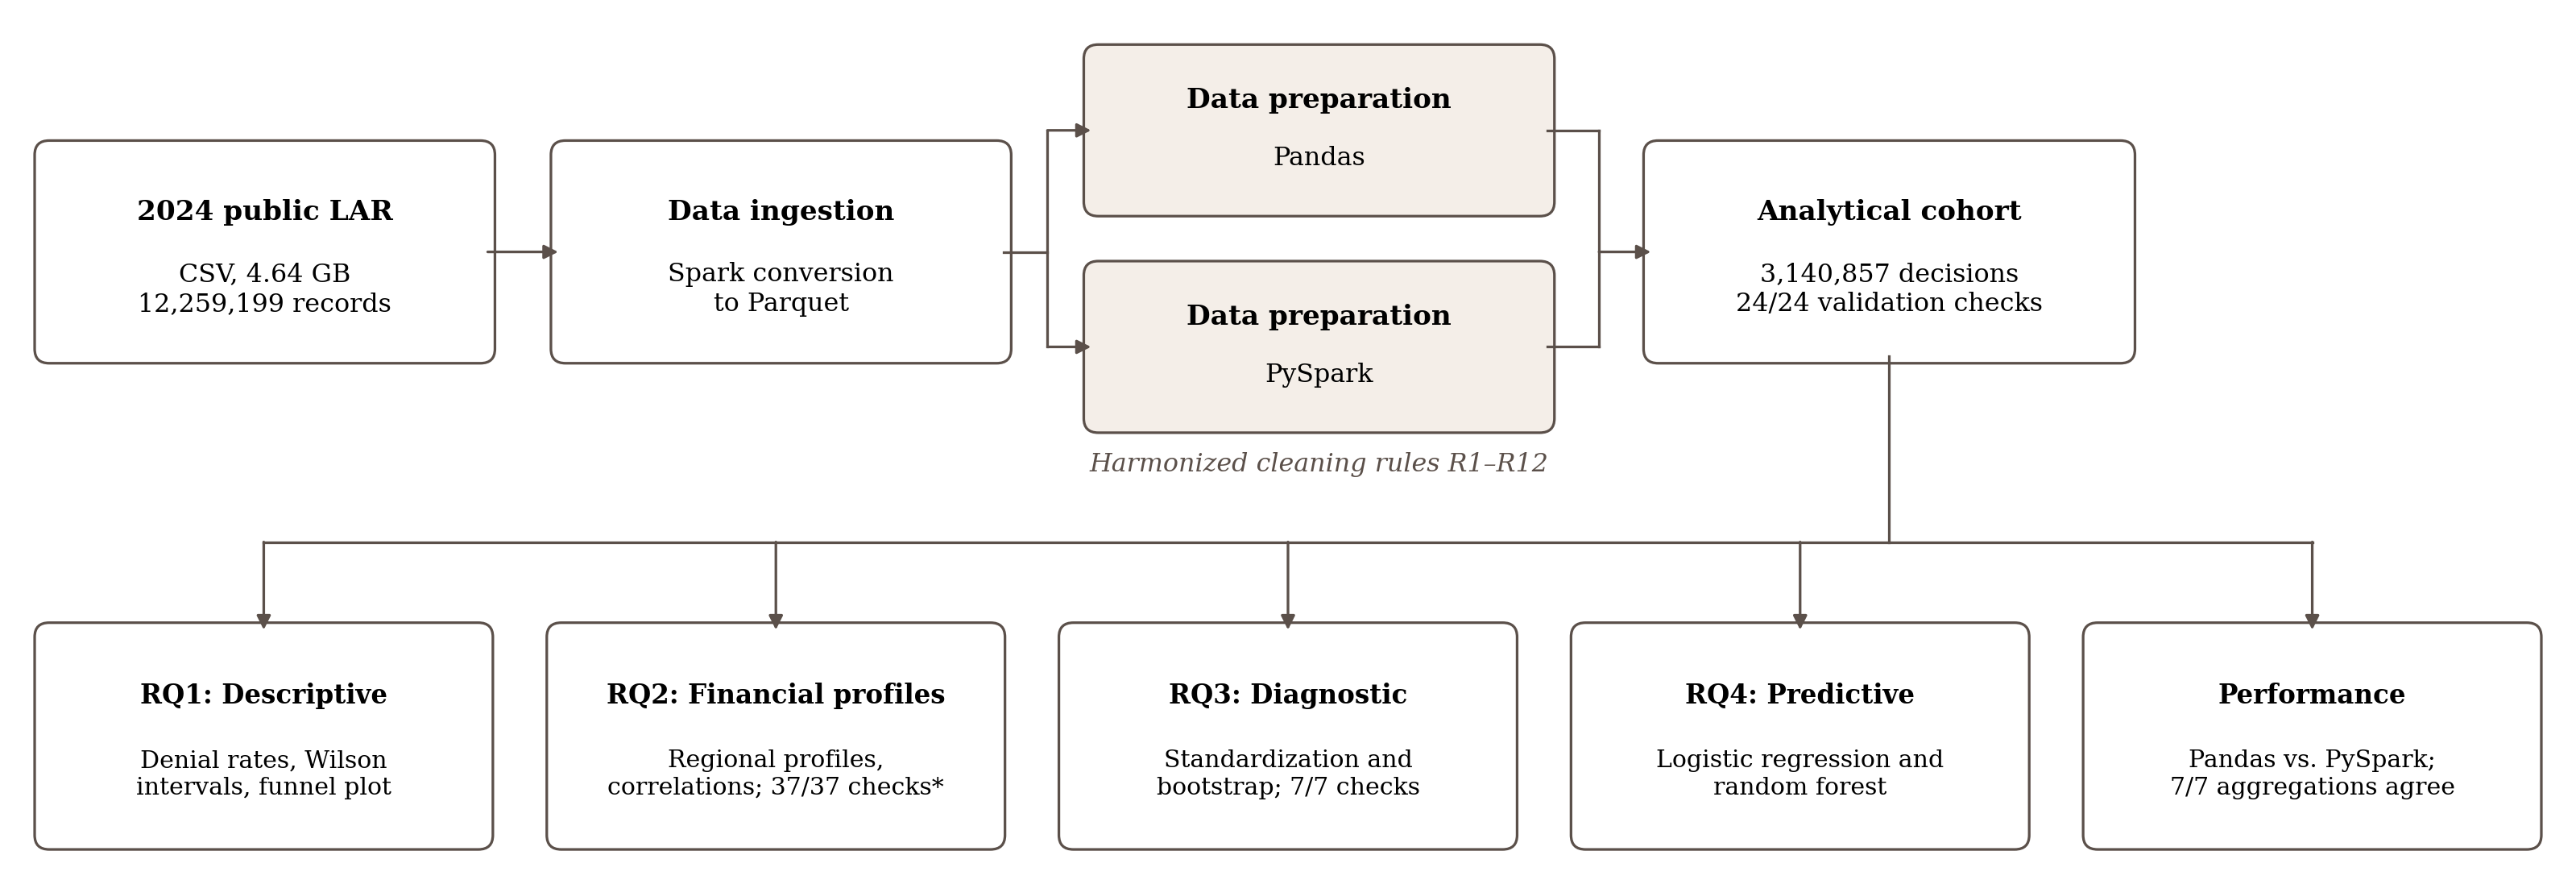 2024 public LAR
CSV, 4.64 GB
12,259,199 records
Data ingestion
Spark conversion
to Parquet
Data preparation
Pandas
Data preparation
PySpark
Harmonized cleaning rules R1–R12
Analytical cohort
3,140,857 decisions
24/24 validation checks
RQ1: Descriptive
Denial rates, Wilson
intervals, funnel plot
RQ2: Financial profiles
Regional profiles,
correlations; 37/37 checks*
RQ3: Diagnostic
Standardization and
bootstrap; 7/7 checks
RQ4: Predictive
Logistic regression and
random forest
Performance
Pandas vs. PySpark;
7/7 aggregations agree